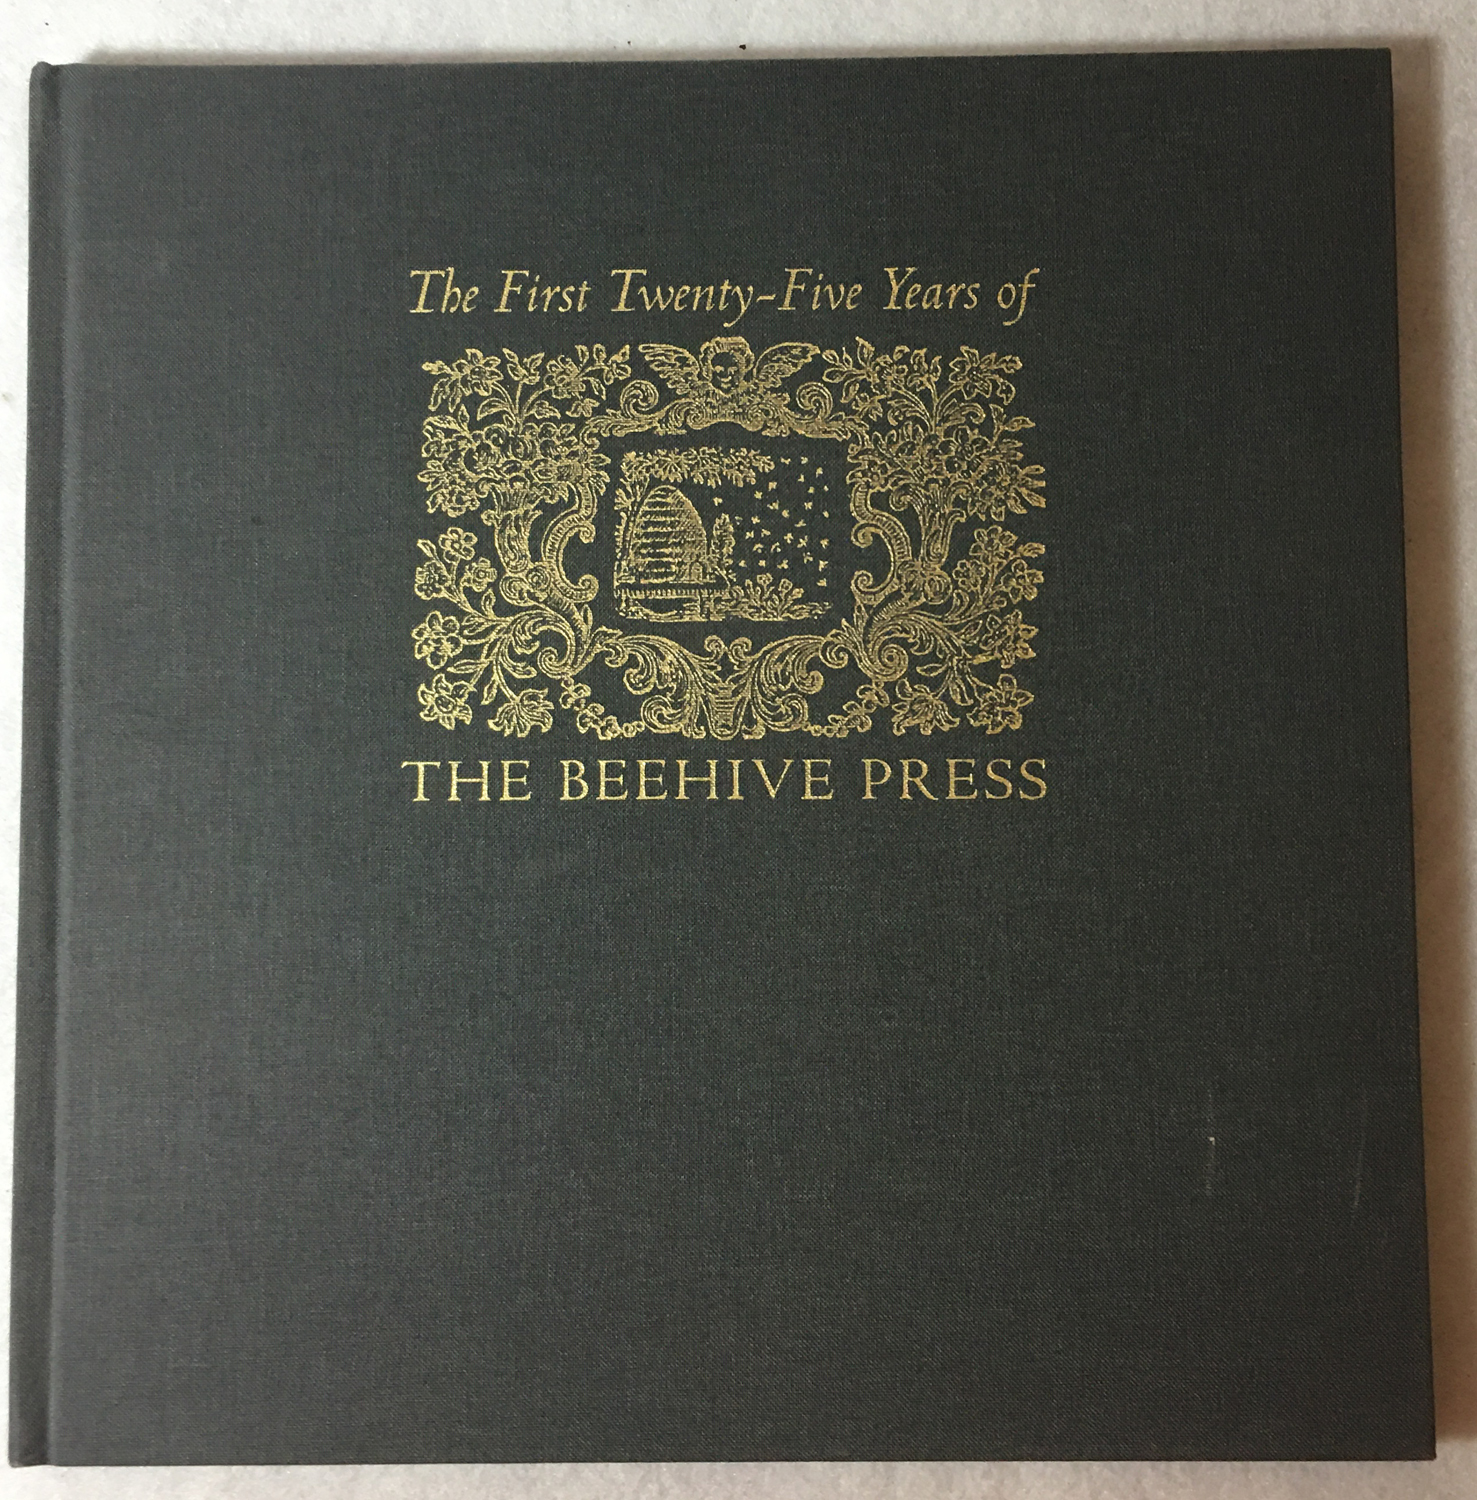 The First Twenty-Five Years of
THE BEEHIVE PRESS